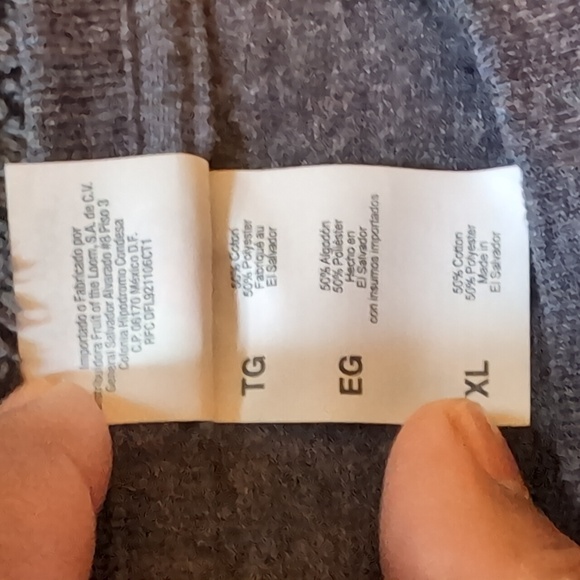 XL
50% Cotton
50% Polyester
Made in
El Salvador
EG
50% Algodón
50% Poliéster
Hecho en
El Salvador
con insumos importados
TG
50% Coton
50% Polyester
Fabriqué au
El Salvador
Importado o Fabricado por
Fruit of the Loom, S.A. de C.V.
General Salvador Alvarado #8 Piso 3
Colonia Hipodromo Condesa
C.P. 06170 México D.F.
RFC DFL921106CT1